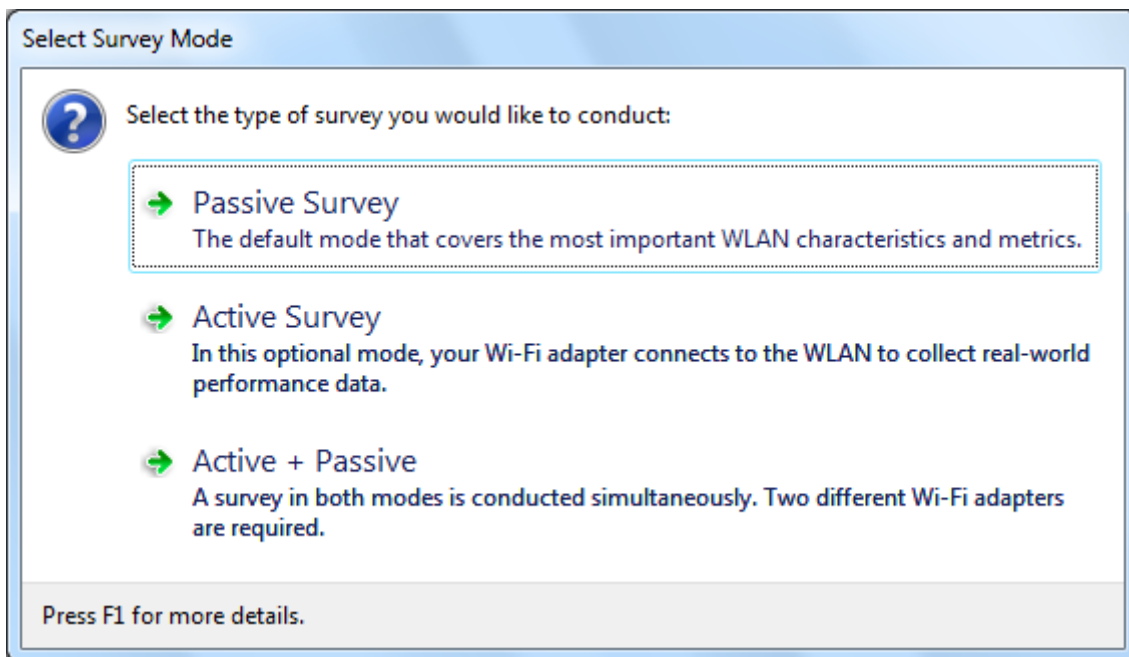 Select Survey Mode
Select the type of survey you would like to conduct:
Passive Survey
The default mode that covers the most important WLAN characteristics and metrics.
Active Survey
In this optional mode, your Wi-Fi adapter connects to the WLAN to collect real-world
performance data.
Active + Passive
A survey in both modes is conducted simultaneously. Two different Wi-Fi adapters
are required.
Press F1 for more details.